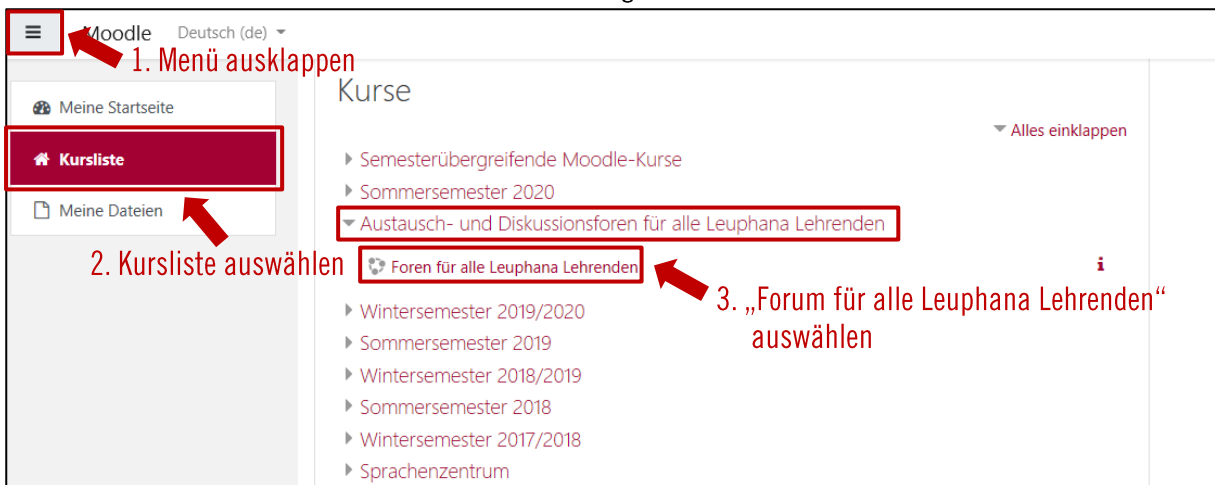 Moodle Deutsch (de)
1. Menü ausklappen
Meine Startseite
Kursliste
Meine Dateien
2. Kursliste auswählen
Kurse
Alles einklappen
Semesterübergreifende Moodle-Kurse
Sommersemester 2020
Austausch- und Diskussionsforen für alle Leuphana Lehrenden
Foren für alle Leuphana Lehrenden
i
3. „Forum für alle Leuphana Lehrenden“
auswählen
Wintersemester 2019/2020
Sommersemester 2019
Wintersemester 2018/2019
Sommersemester 2018
Wintersemester 2017/2018
Sprachenzentrum